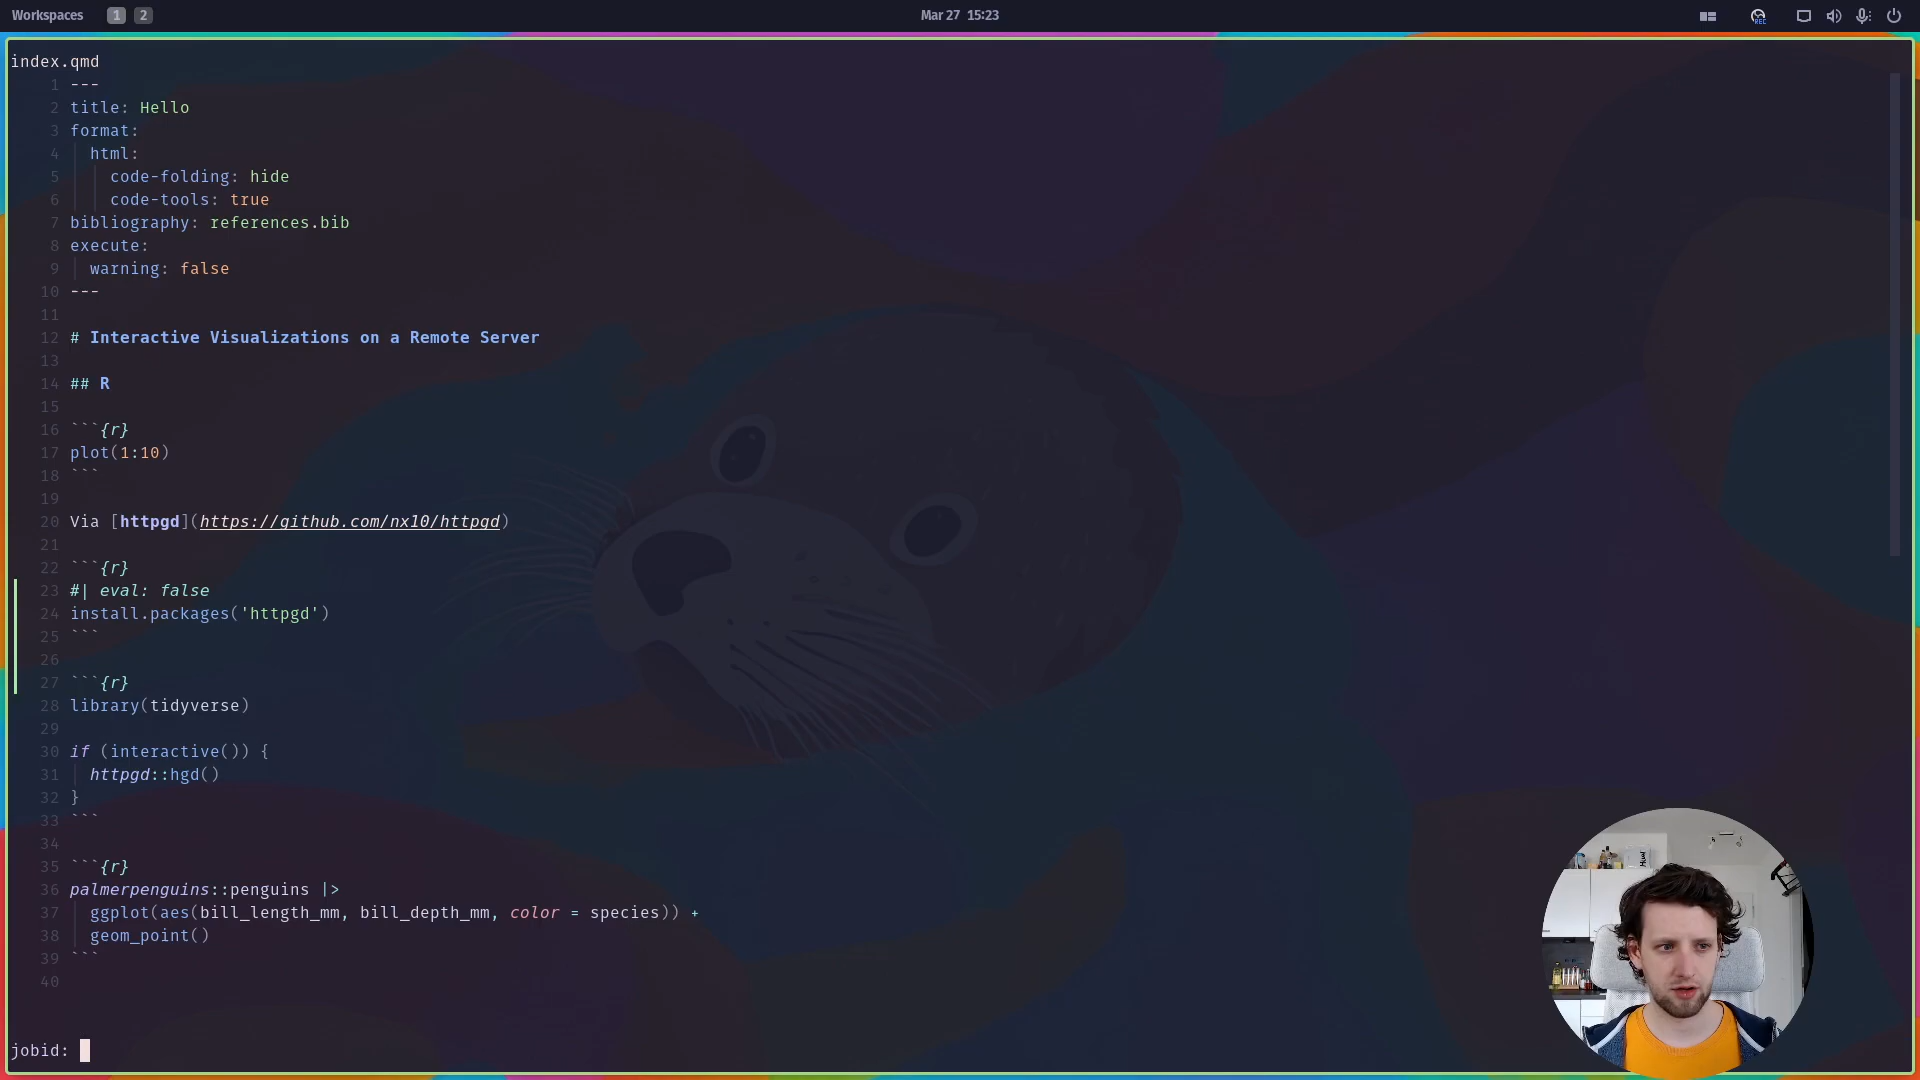 Workspaces 1 2 Mar 27 15:23 REC
index.qmd
1 ---
2 title: Hello
3 format:
4 html:
5 code-folding: hide
6 code-tools: true
7 bibliography: references.bib
8 execute:
9 warning: false
10 ---
11
12 # Interactive Visualizations on a Remote Server
13
14 ## R
15
16 ```{r}
17 plot(1:10)
18 ```
19
20 Via [httpgd](https://github.com/nx10/httpgd)
21
22 ```{r}
23 #| eval: false
24 install.packages('httpgd')
25 ```
26
27 ```{r}
28 library(tidyverse)
29
30 if (interactive()) {
31 httpgd::hgd()
32 }
33 ```
34
35 ```{r}
36 palmerpenguins::penguins |>
37 ggplot(aes(bill_length_mm, bill_depth_mm, color = species)) +
38 geom_point()
39 ```
40
jobid: